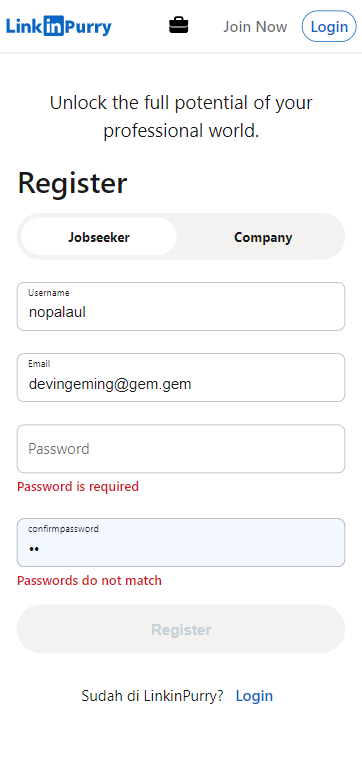 LinkinPurry
Join Now
Login
Unlock the full potential of your
professional world.
Register
Jobseeker
Company
Username
nopalaul
Email
devingeming@gem.gem
Password
Password is required
confirmpassword
••
Passwords do not match
Register
Sudah di LinkinPurry? Login